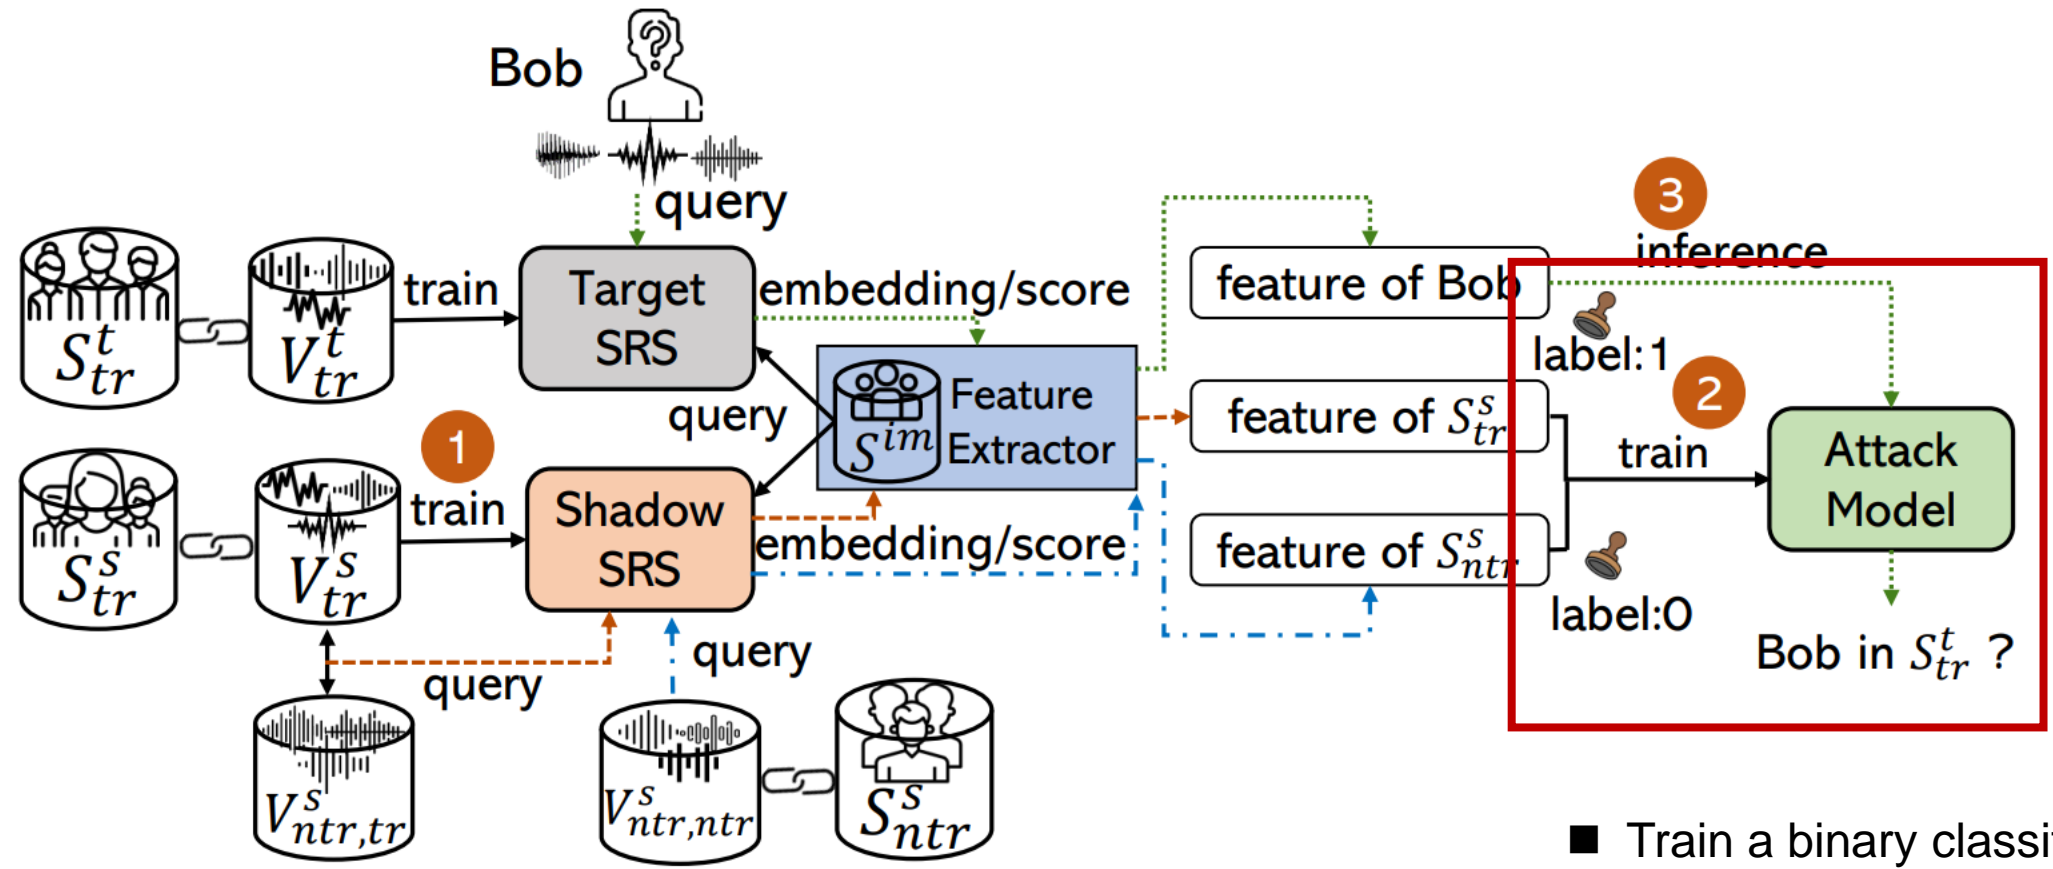 Bob
query
S^t_tr
V^t_tr
train
Target
SRS
embedding/score
feature of Bob
3
inference
label:1
query
S^im
Feature
Extractor
feature of S^s_tr
2
train
Attack
Model
S^s_tr
V^s_tr
1
train
Shadow
SRS
embedding/score
feature of S^s_ntr
label:0
Bob in S^t_tr ?
query
query
V^s_ntr,tr
V^s_ntr,ntr
S^s_ntr
■ Train a binary